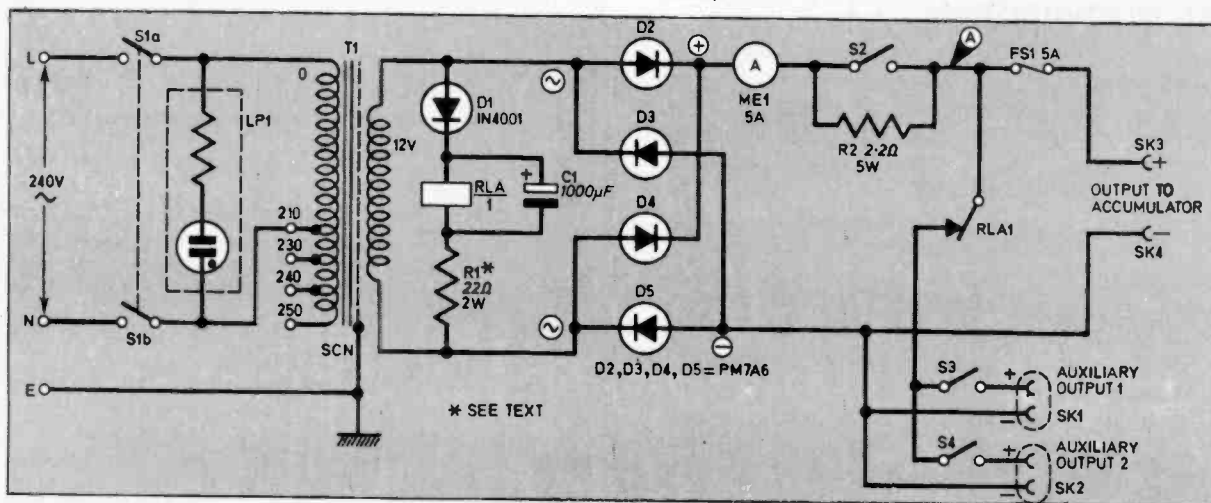 S1a
T1
D2
+
A
L
0
~
A
S2
FS1 5A
LP1
D1
IN4001
ME1
5A
D3
12V
R2 2·2Ω
5W
SK3
+
240V
~
+
C1
1000µF
RLA
1
OUTPUT TO
ACCUMULATOR
D4
RLA1
210
230
240
250
R1*
22Ω
2W
−
SK4
D5
N
S1b
SCN
~
−
D2,D3,D4,D5=PM7A6
S3
+
AUXILIARY
OUTPUT 1
−
SK1
E
* SEE TEXT
S4
+
AUXILIARY
OUTPUT 2
−
SK2